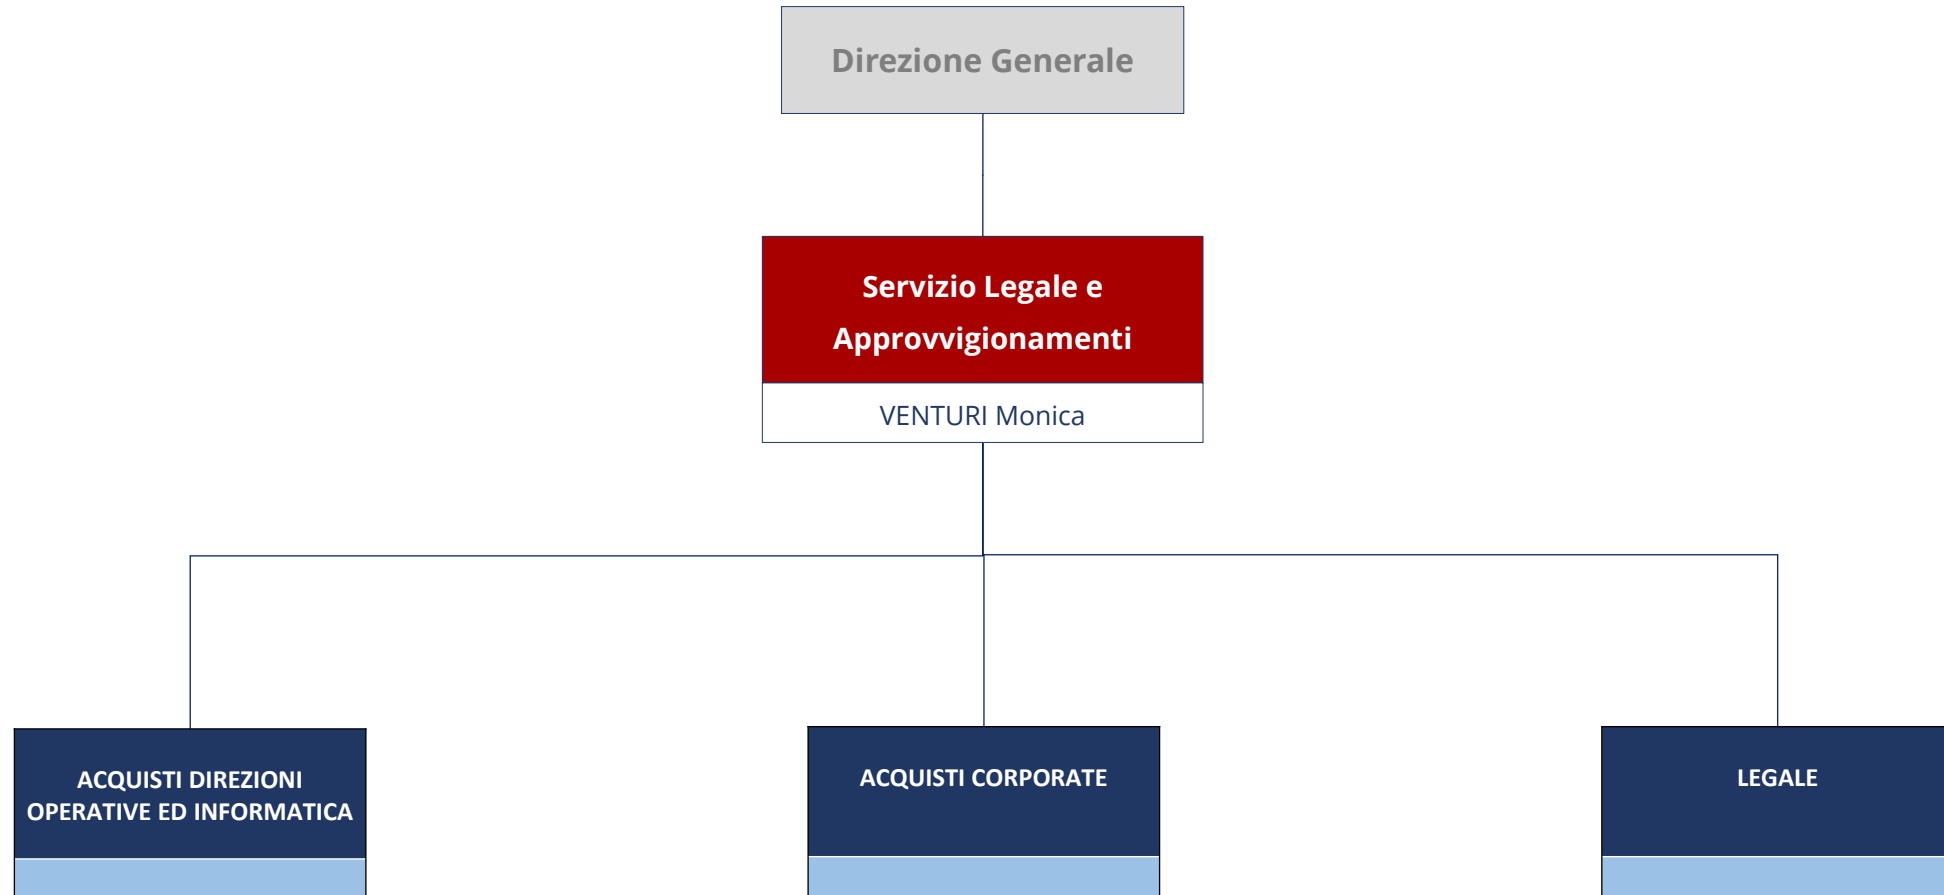 Direzione Generale
Servizio Legale e
Approvvigionamenti
VENTURI Monica
ACQUISTI DIREZIONI
OPERATIVE ED INFORMATICA
ACQUISTI CORPORATE
LEGALE